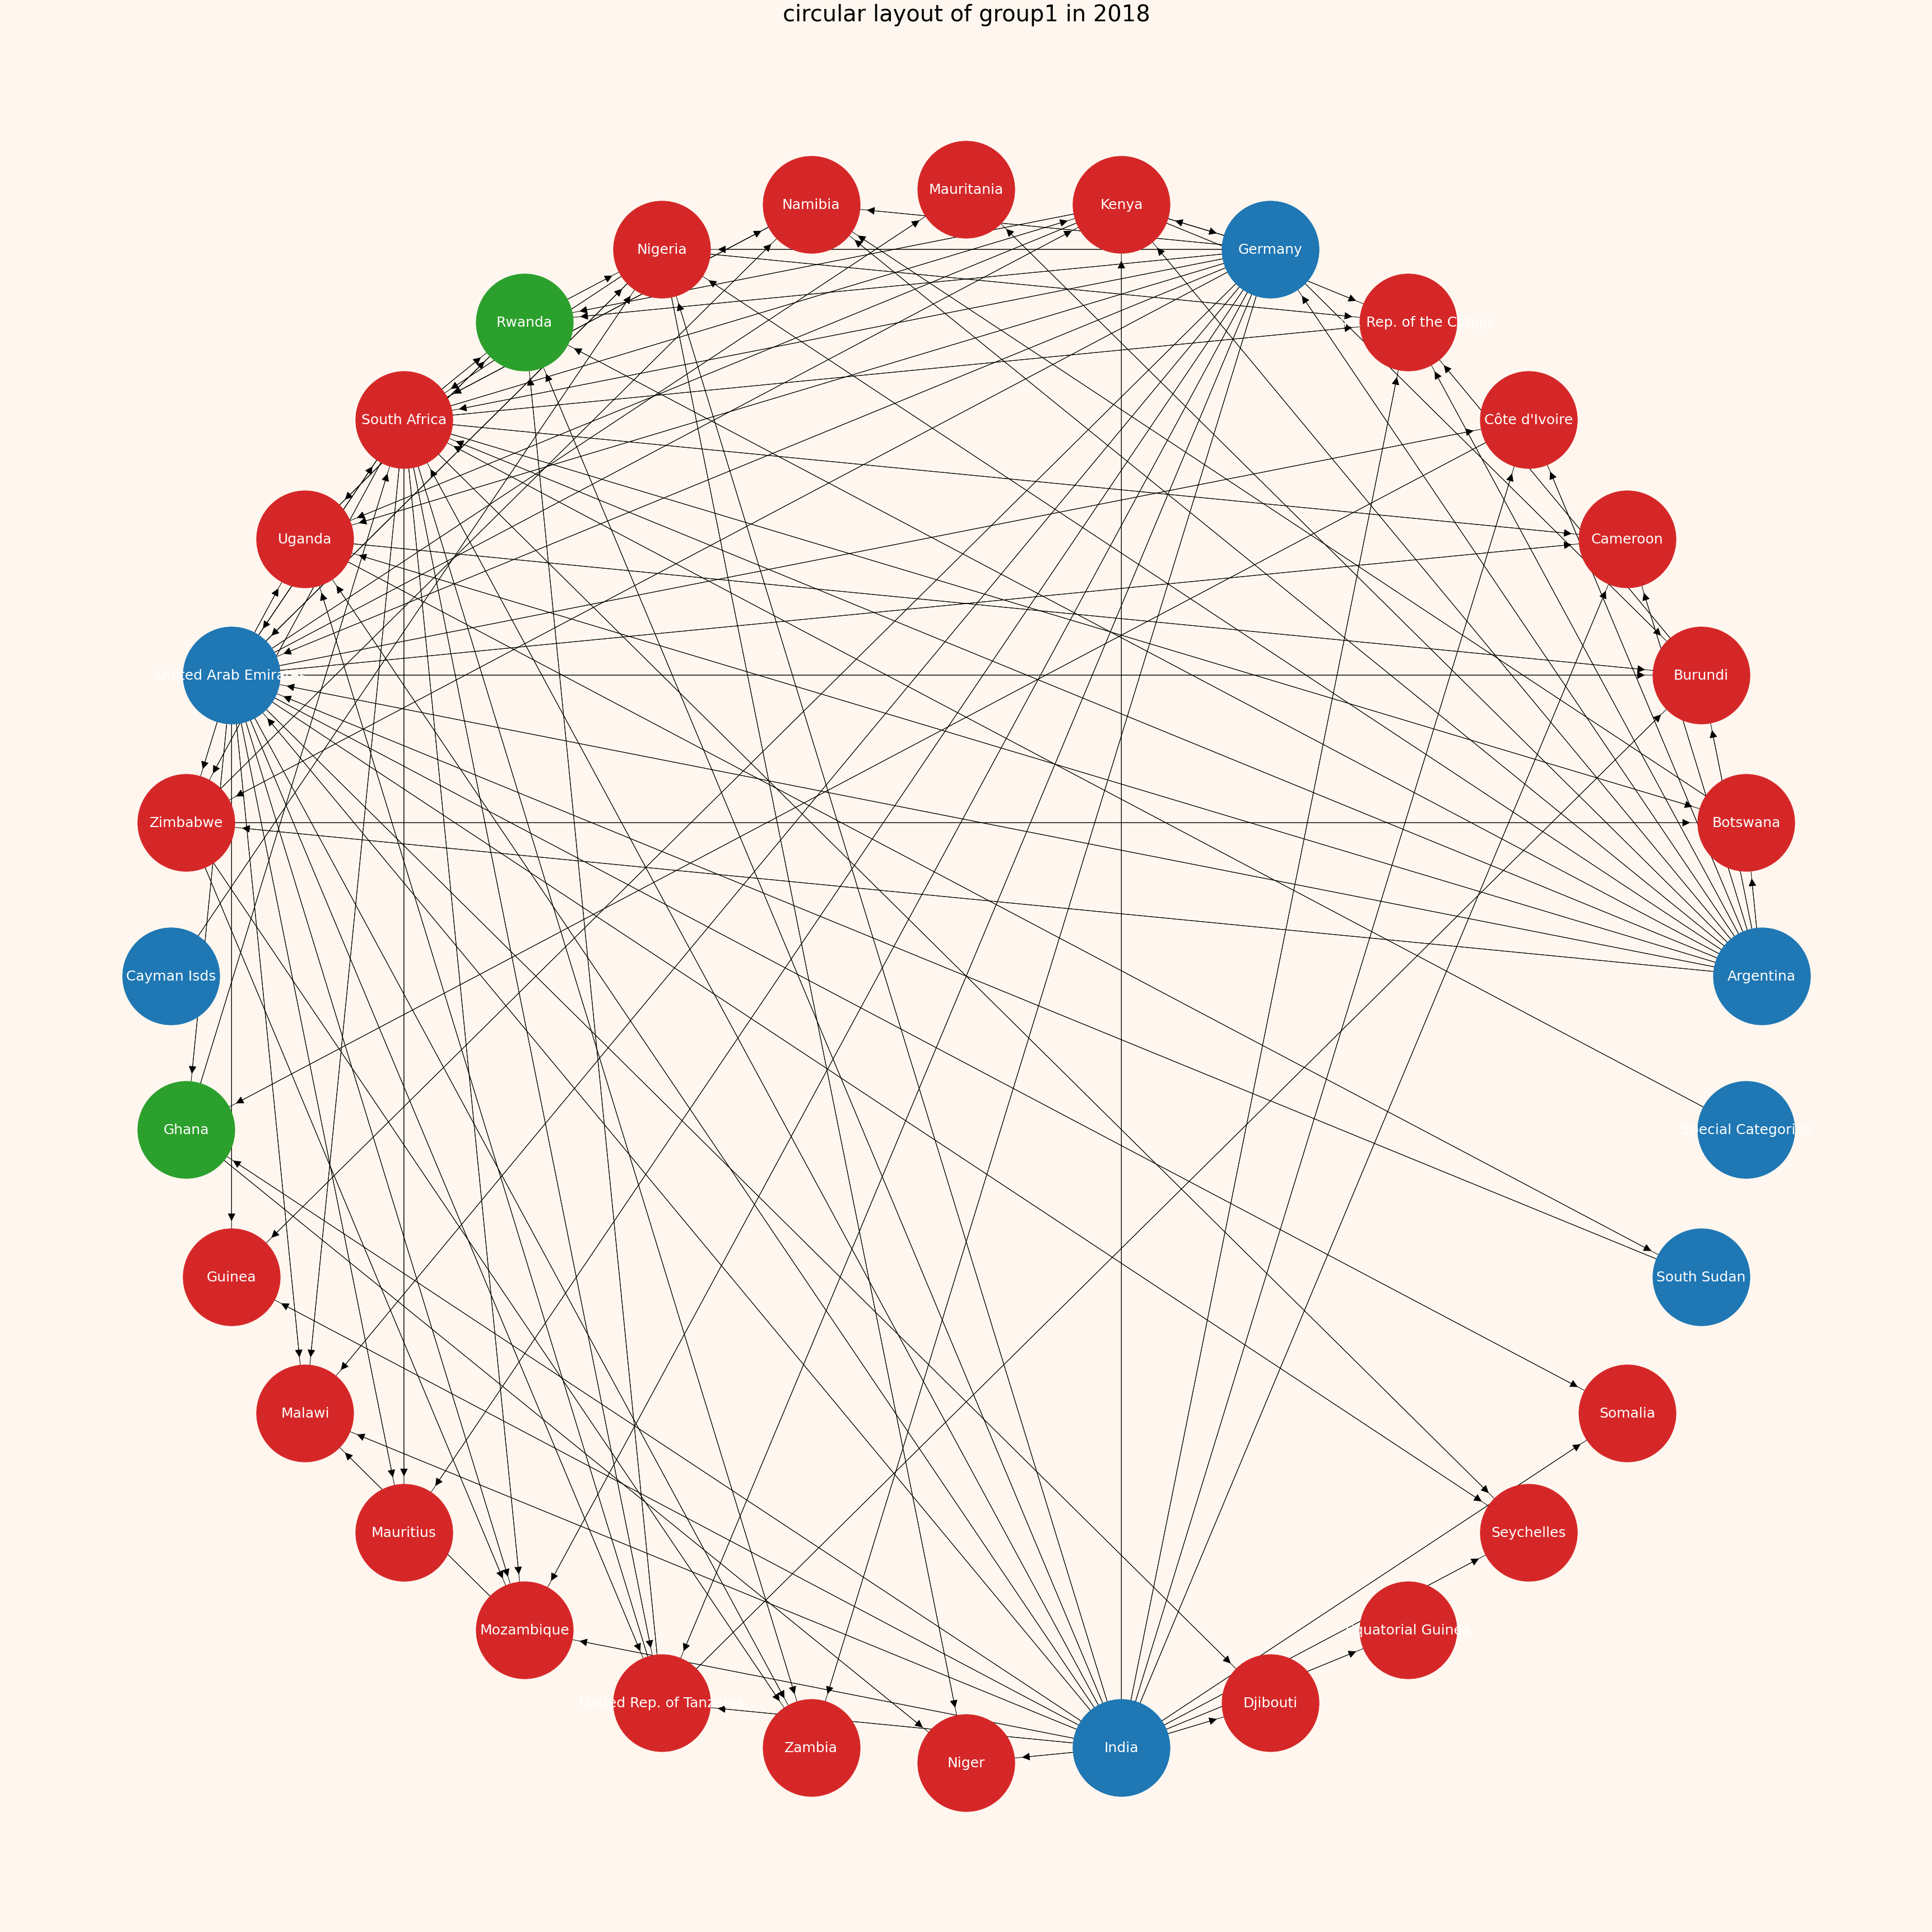 circular layout of group1 in 2018
Mauritania
Namibia
Kenya
Nigeria
Germany
Rwanda
Dem. Rep. of the Congo
South Africa
Côte d'Ivoire
Uganda
Cameroon
United Arab Emirates
Burundi
Zimbabwe
Botswana
Cayman Isds
Argentina
Ghana
Special Categories
Guinea
South Sudan
Malawi
Somalia
Mauritius
Seychelles
Mozambique
Equatorial Guinea
United Rep. of Tanzania
Djibouti
Zambia
India
Niger